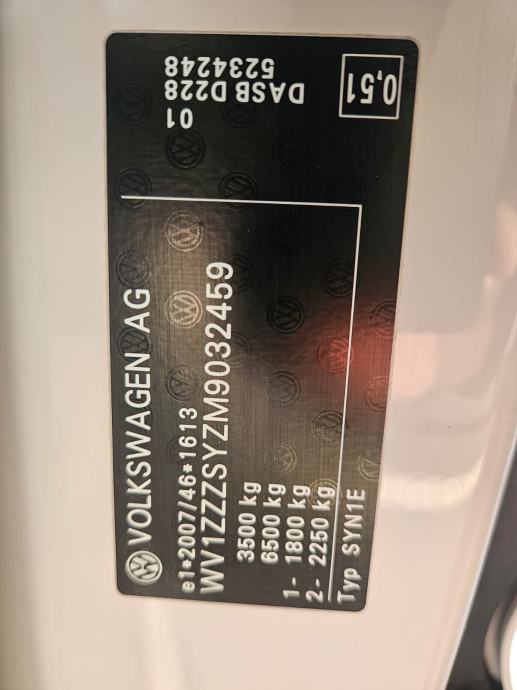 VOLKSWAGEN AG
e1*2007/46*1613
WV1ZZZSYZM9032459
3500 kg
6500 kg
1- 1800 kg
2- 2250 kg
Typ SYN1E
0,51
01
DASB D228
5234248